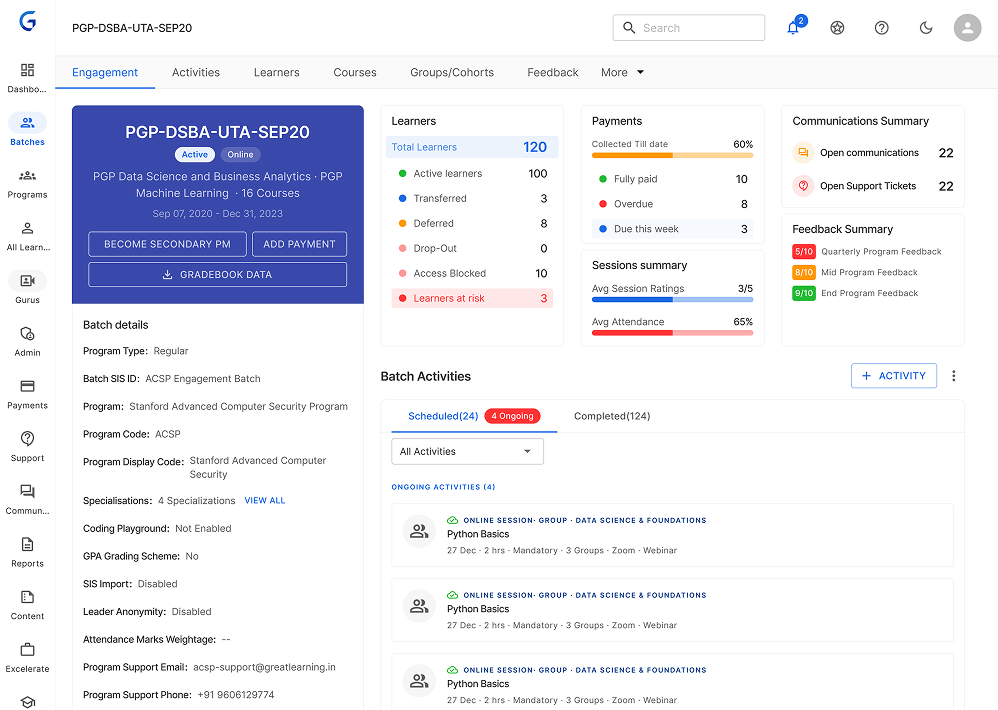 PGP-DSBA-UTA-SEP20
Search
2
Dashbo...
Batches
Programs
All Learn...
Gurus
Admin
Payments
Support
Commun...
Reports
Content
Excelerate
Engagement
Activities
Learners
Courses
Groups/Cohorts
Feedback
More
PGP-DSBA-UTA-SEP20
Active
Online
PGP Data Science and Business Analytics · PGP
Machine Learning · 16 Courses
Sep 07, 2020 - Dec 31, 2023
BECOME SECONDARY PM
ADD PAYMENT
GRADEBOOK DATA
Batch details
Program Type: Regular
Batch SIS ID: ACSP Engagement Batch
Program: Stanford Advanced Computer Security Program
Program Code: ACSP
Program Display Code: Stanford Advanced Computer
Security
Specialisations: 4 Specializations VIEW ALL
Coding Playground: Not Enabled
GPA Grading Scheme: No
SIS Import: Disabled
Leader Anonymity: Disabled
Attendance Marks Weightage: --
Program Support Email: acsp-support@greatlearning.in
Program Support Phone: +91 9606129774
Learners
Total Learners 120
Active learners 100
Transferred 3
Deferred 8
Drop-Out 0
Access Blocked 10
Learners at risk 3
Payments
Collected Till date 60%
Fully paid 10
Overdue 8
Due this week 3
Sessions summary
Avg Session Ratings 3/5
Avg Attendance 65%
Communications Summary
Open communications 22
Open Support Tickets 22
Feedback Summary
5/10 Quarterly Program Feedback
8/10 Mid Program Feedback
9/10 End Program Feedback
Batch Activities
+ ACTIVITY
Scheduled(24) 4 Ongoing
Completed(124)
All Activities
ONGOING ACTIVITIES (4)
ONLINE SESSION· GROUP · DATA SCIENCE & FOUNDATIONS
Python Basics
27 Dec · 2 hrs · Mandatory · 3 Groups · Zoom · Webinar
ONLINE SESSION· GROUP · DATA SCIENCE & FOUNDATIONS
Python Basics
27 Dec · 2 hrs · Mandatory · 3 Groups · Zoom · Webinar
ONLINE SESSION· GROUP · DATA SCIENCE & FOUNDATIONS
Python Basics
27 Dec · 2 hrs · Mandatory · 3 Groups · Zoom · Webinar